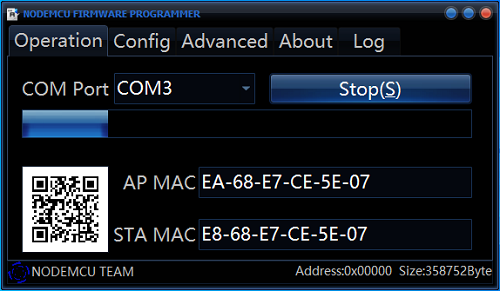 NODEMCU FIRMWARE PROGRAMMER
Operation Config Advanced About Log
COM Port COM3 Stop(S)
AP MAC EA-68-E7-CE-5E-07
STA MAC E8-68-E7-CE-5E-07
NODEMCU TEAM Address:0x00000 Size:358752Byte